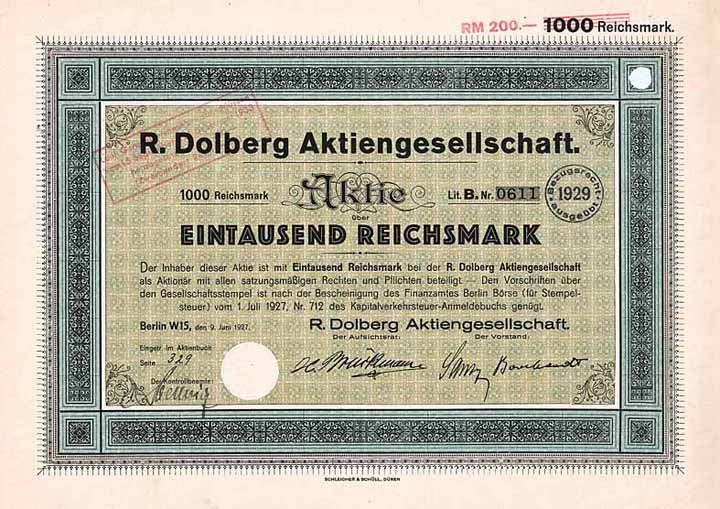 RM 200.— 1000 Reichsmark.
R. Dolberg Aktiengesellschaft.
1000 Reichsmark Aktie Lit. B. Nr. 0611
Bezugsrecht 1929 ausgeübt
über
EINTAUSEND REICHSMARK
Der Inhaber dieser Aktie ist mit Eintausend Reichsmark bei der R. Dolberg Aktiengesellschaft
als Aktionär mit allen satzungsmäßigen Rechten und Pflichten beteiligt — Den Vorschriften über
den Gesellschaftsstempel ist nach der Bescheinigung des Finanzamtes Berlin Börse (für Stempel-
steuer) vom 1. Juli 1927, Nr. 712 des Kapitalverkehrsteuer-Anmeldebuchs genügt.
Berlin W15, den 9. Juni 1927.
R. Dolberg Aktiengesellschaft.
Der Aufsichtsrat: Der Vorstand:
Eingetr. im Aktienbuch
Seite 329
Der Kontrollbeamte:
SCHLEICHER & SCHÜLL, DÜREN